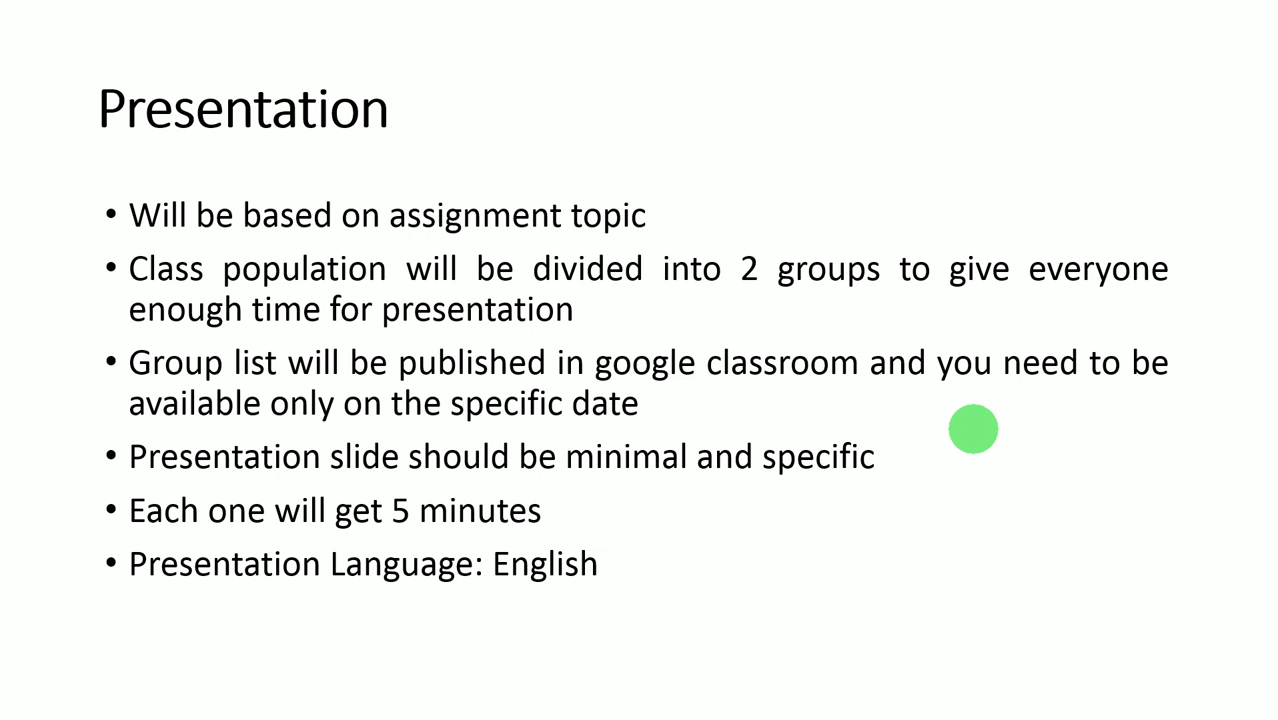 Presentation
• Will be based on assignment topic
• Class population will be divided into 2 groups to give everyone
enough time for presentation
• Group list will be published in google classroom and you need to be
available only on the specific date
• Presentation slide should be minimal and specific
• Each one will get 5 minutes
• Presentation Language: English